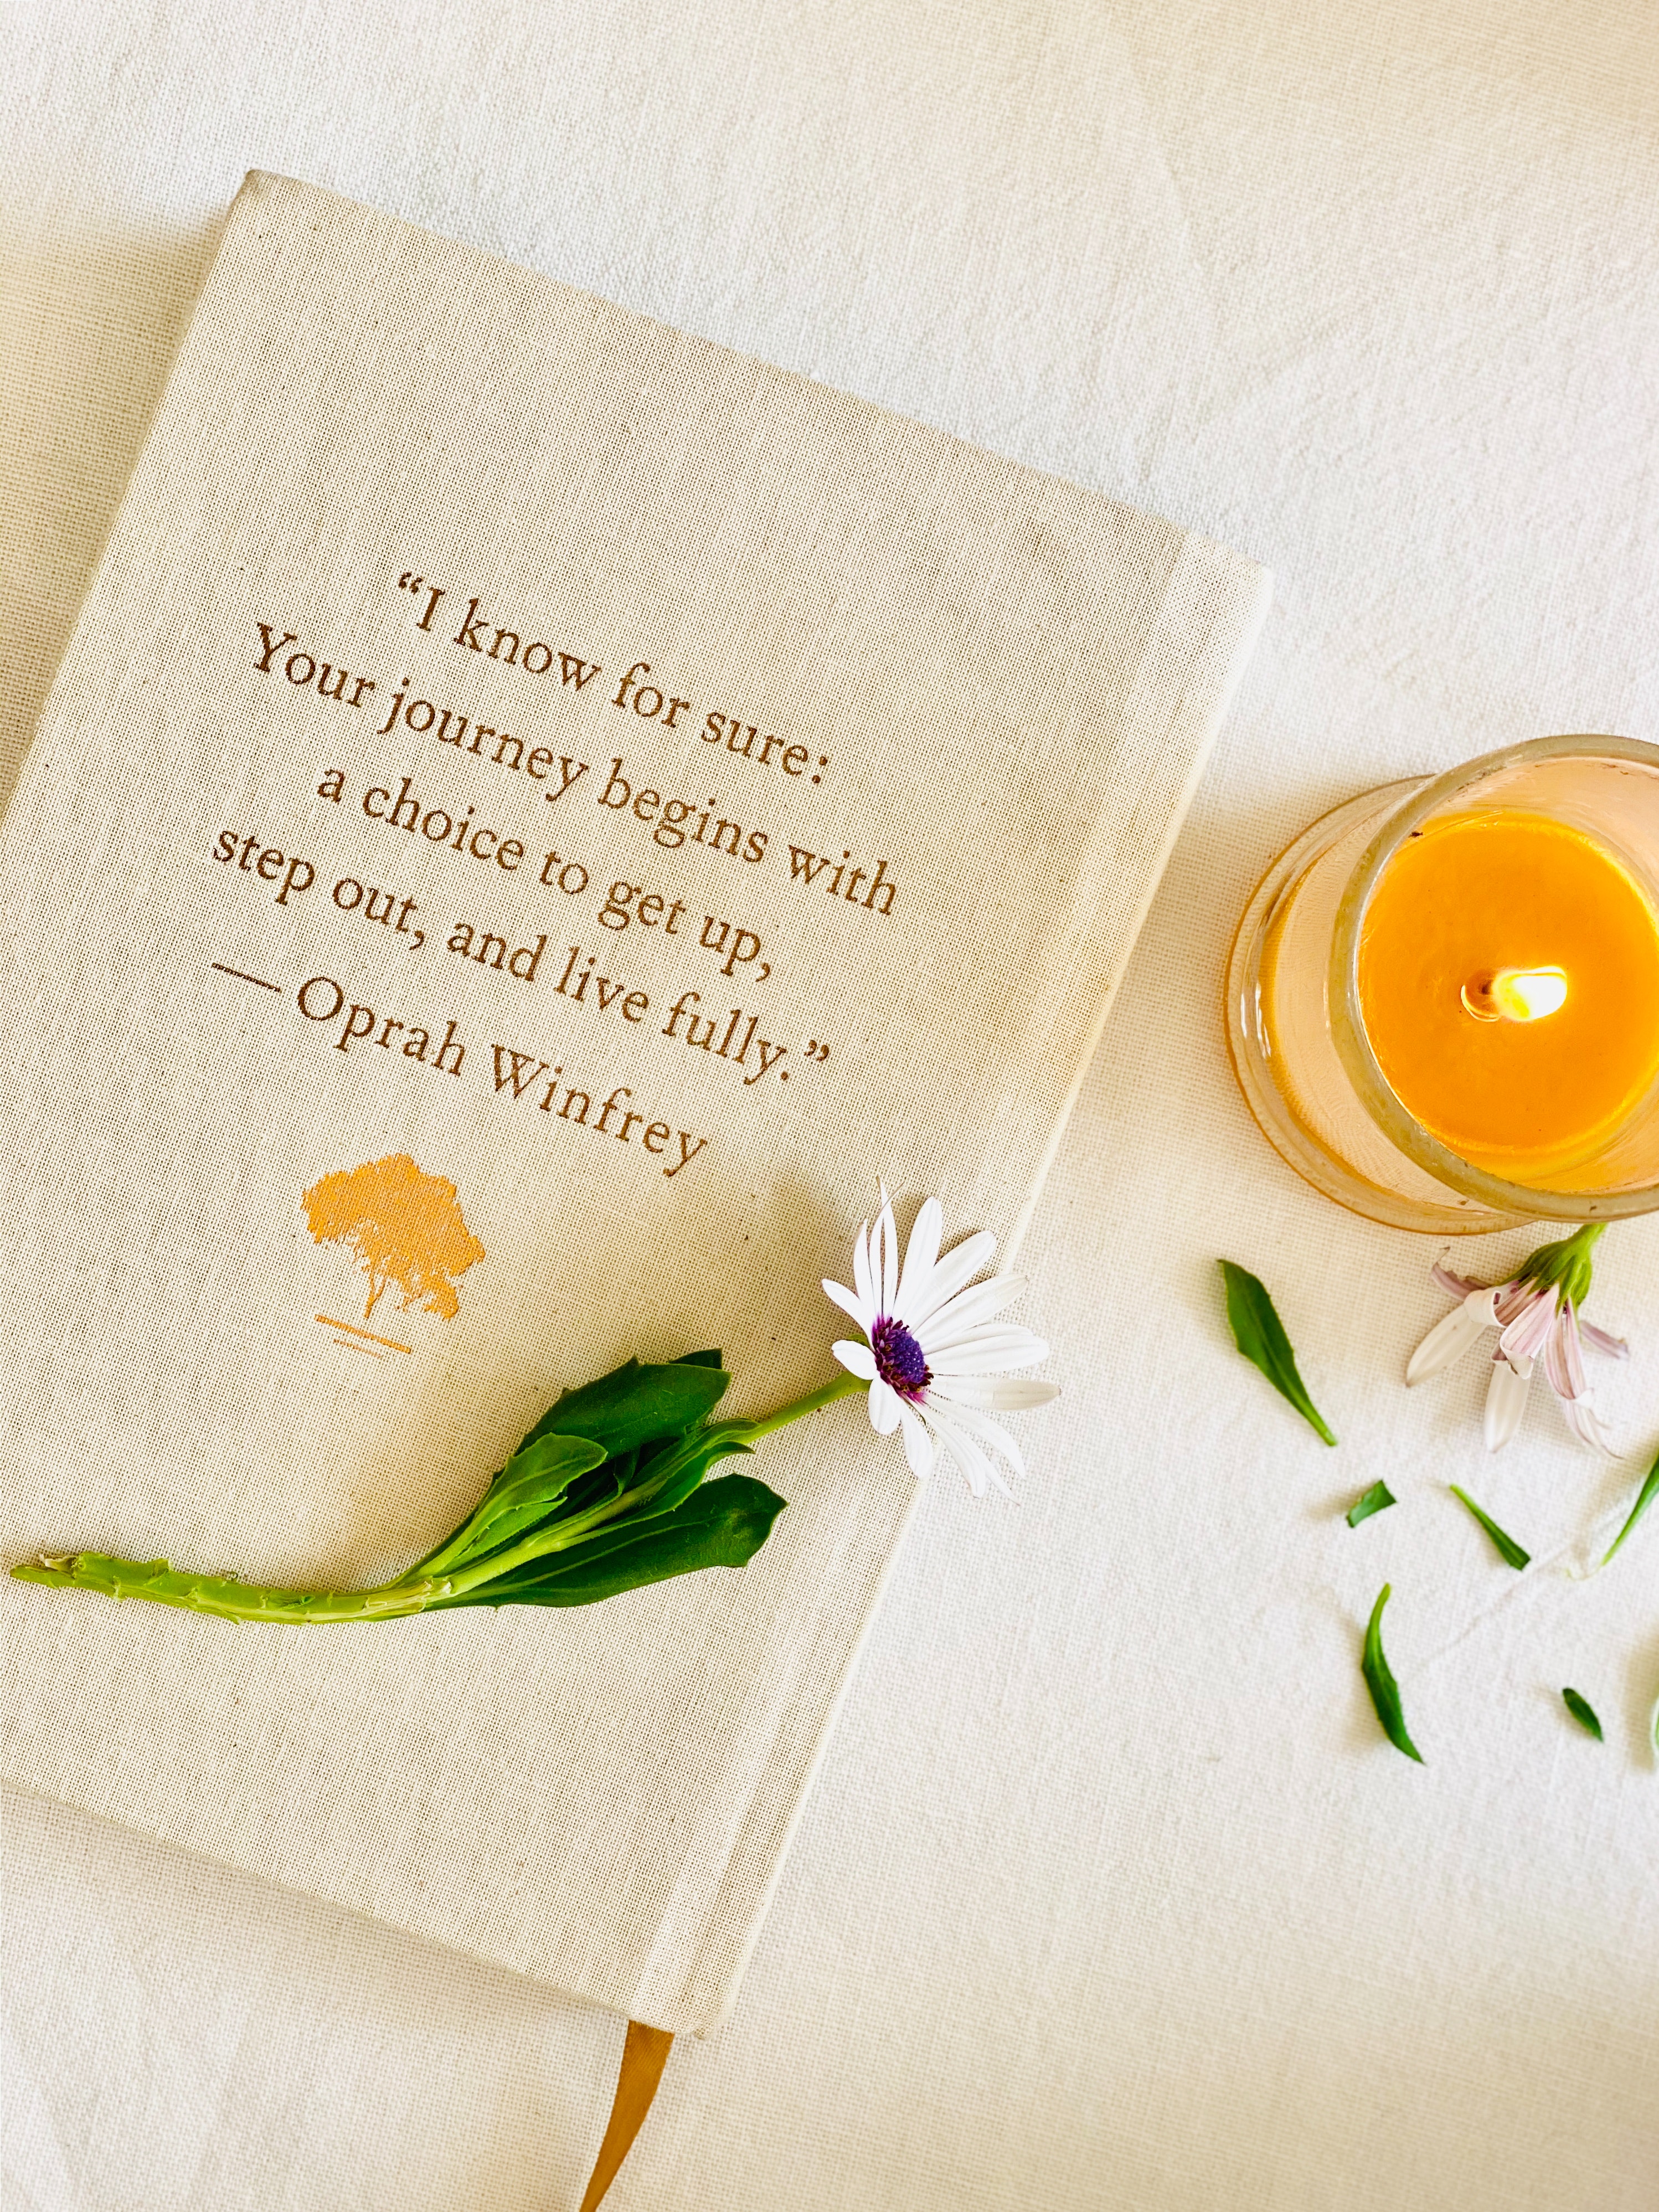 “I know for sure:
Your journey begins with
a choice to get up,
step out, and live fully.”
— Oprah Winfrey